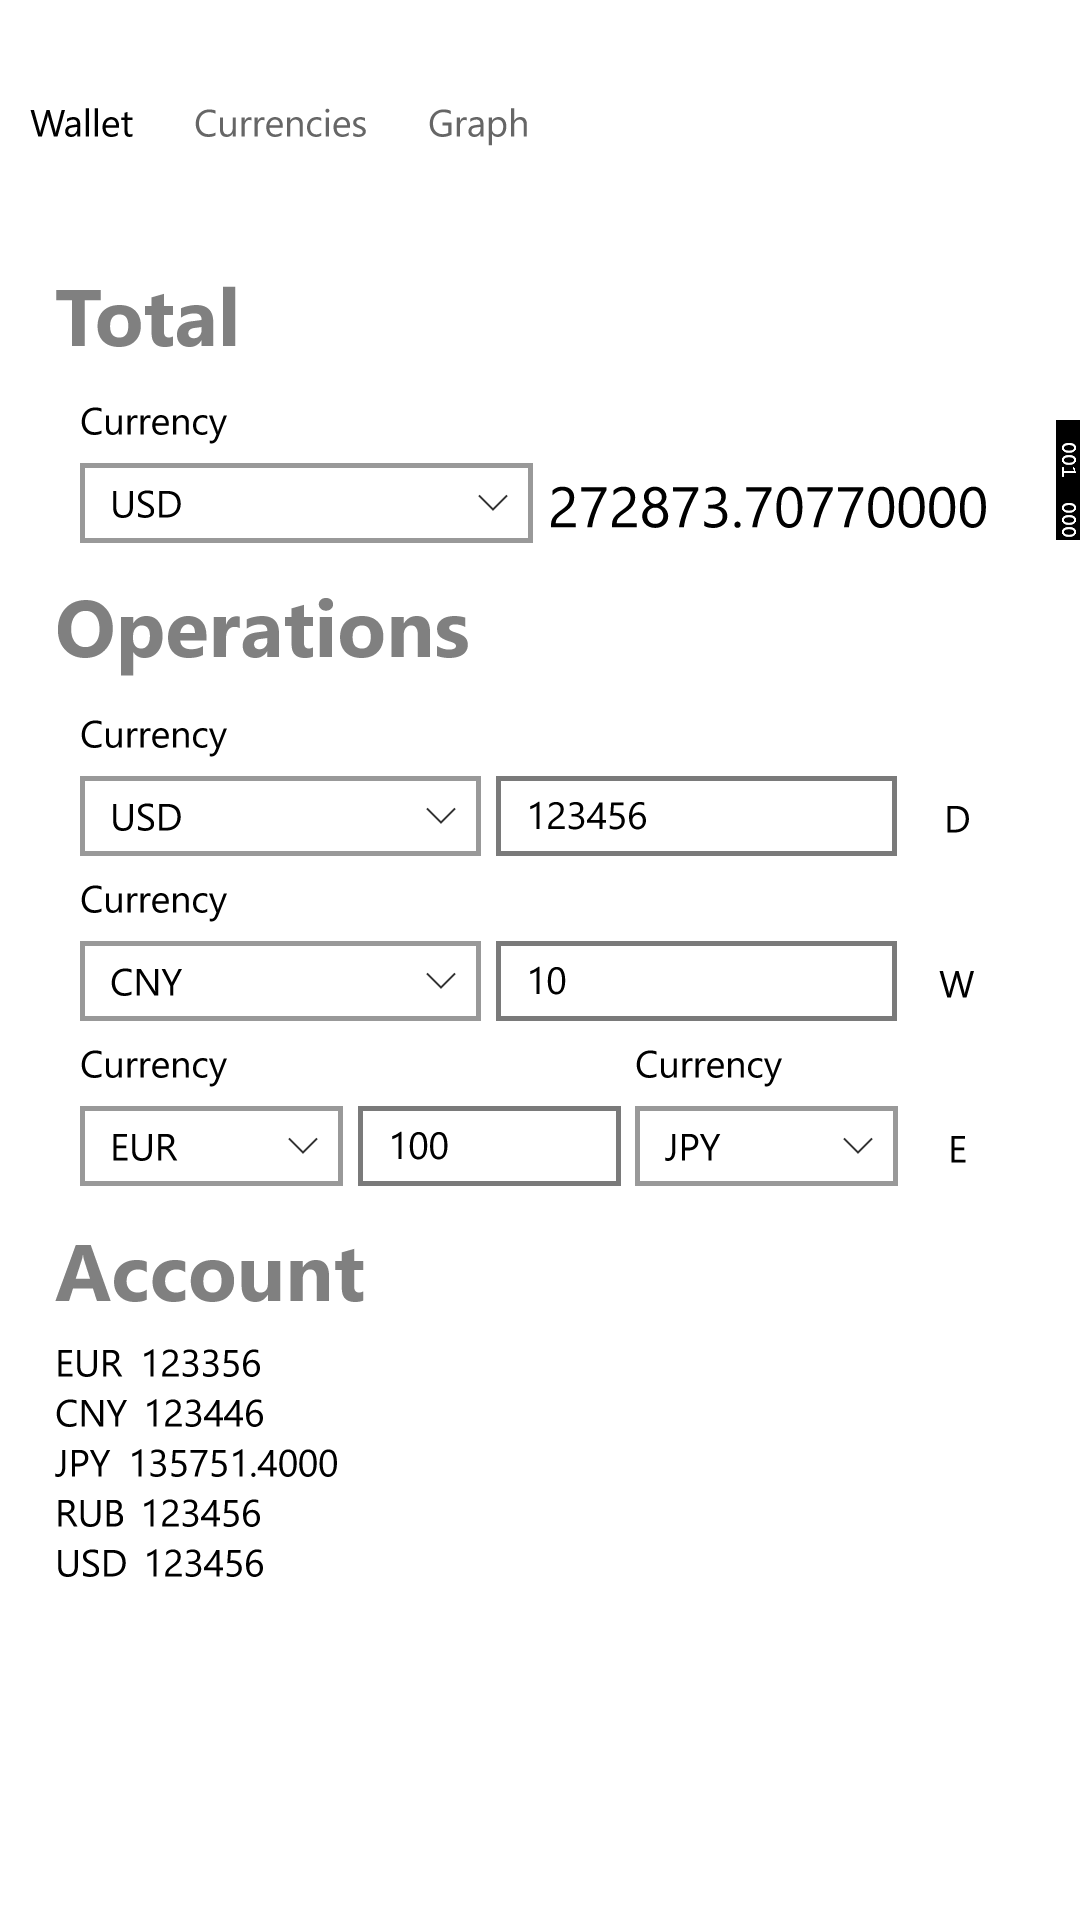 Wallet Currencies Graph
Total
Currency
USD 272873.70770000
001 000
Operations
Currency
USD 123456 D
Currency
CNY 10 W
Currency Currency
EUR 100 JPY E
Account
EUR 123356
CNY 123446
JPY 135751.4000
RUB 123456
USD 123456